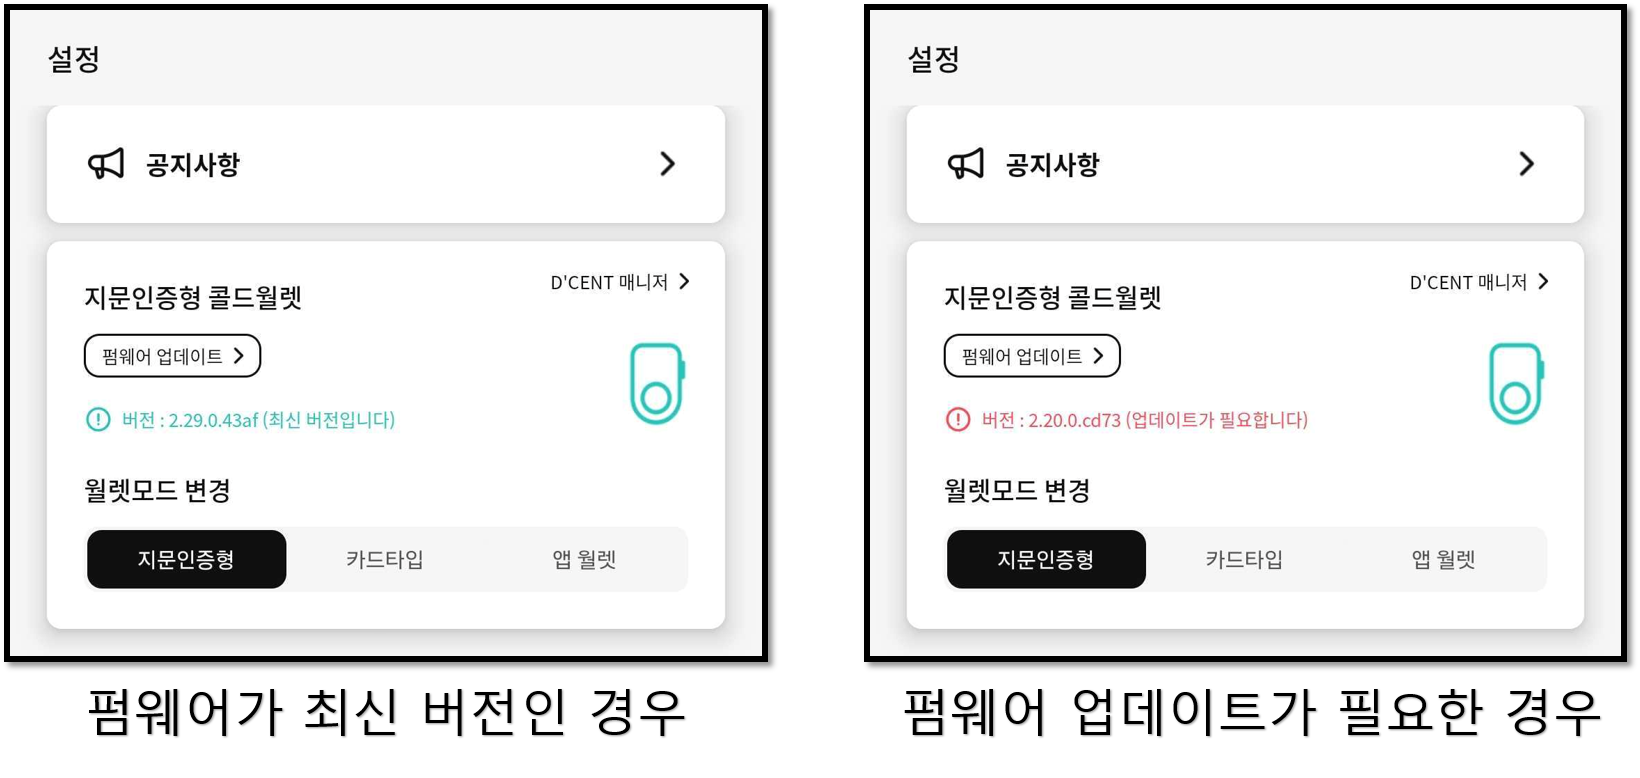 설정
공지사항
지문인증형 콜드월렛
D'CENT 매니저
펌웨어 업데이트
버전 : 2.29.0.43af (최신 버전입니다)
월렛모드 변경
지문인증형 카드타입 앱 월렛
펌웨어가 최신 버전인 경우
설정
공지사항
지문인증형 콜드월렛
D'CENT 매니저
펌웨어 업데이트
버전 : 2.20.0.cd73 (업데이트가 필요합니다)
월렛모드 변경
지문인증형 카드타입 앱 월렛
펌웨어 업데이트가 필요한 경우